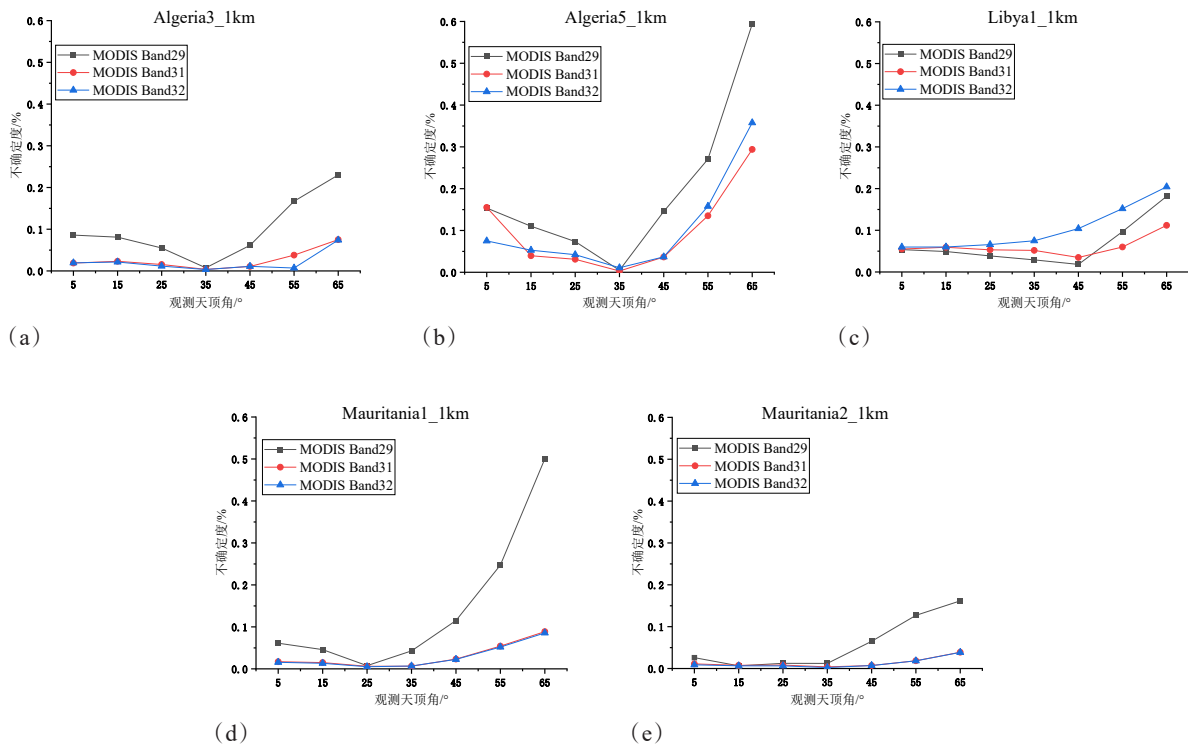 Algeria3_1km
0.6
0.5
0.4
0.3
0.2
0.1
0.0
不确定度/%
MODIS Band29
MODIS Band31
MODIS Band32
5 15 25 35 45 55 65
观测天顶角/°
(a)
Algeria5_1km
0.6
0.5
0.4
0.3
0.2
0.1
0.0
不确定度/%
MODIS Band29
MODIS Band31
MODIS Band32
5 15 25 35 45 55 65
观测天顶角/°
(b)
Libya1_1km
0.6
0.5
0.4
0.3
0.2
0.1
0.0
不确定度/%
MODIS Band29
MODIS Band31
MODIS Band32
5 15 25 35 45 55 65
观测天顶角/°
(c)
Mauritania1_1km
0.6
0.5
0.4
0.3
0.2
0.1
0.0
不确定度/%
MODIS Band29
MODIS Band31
MODIS Band32
5 15 25 35 45 55 65
观测天顶角/°
(d)
Mauritania2_1km
0.6
0.5
0.4
0.3
0.2
0.1
0.0
不确定度/%
MODIS Band29
MODIS Band31
MODIS Band32
5 15 25 35 45 55 65
观测天顶角/°
(e)